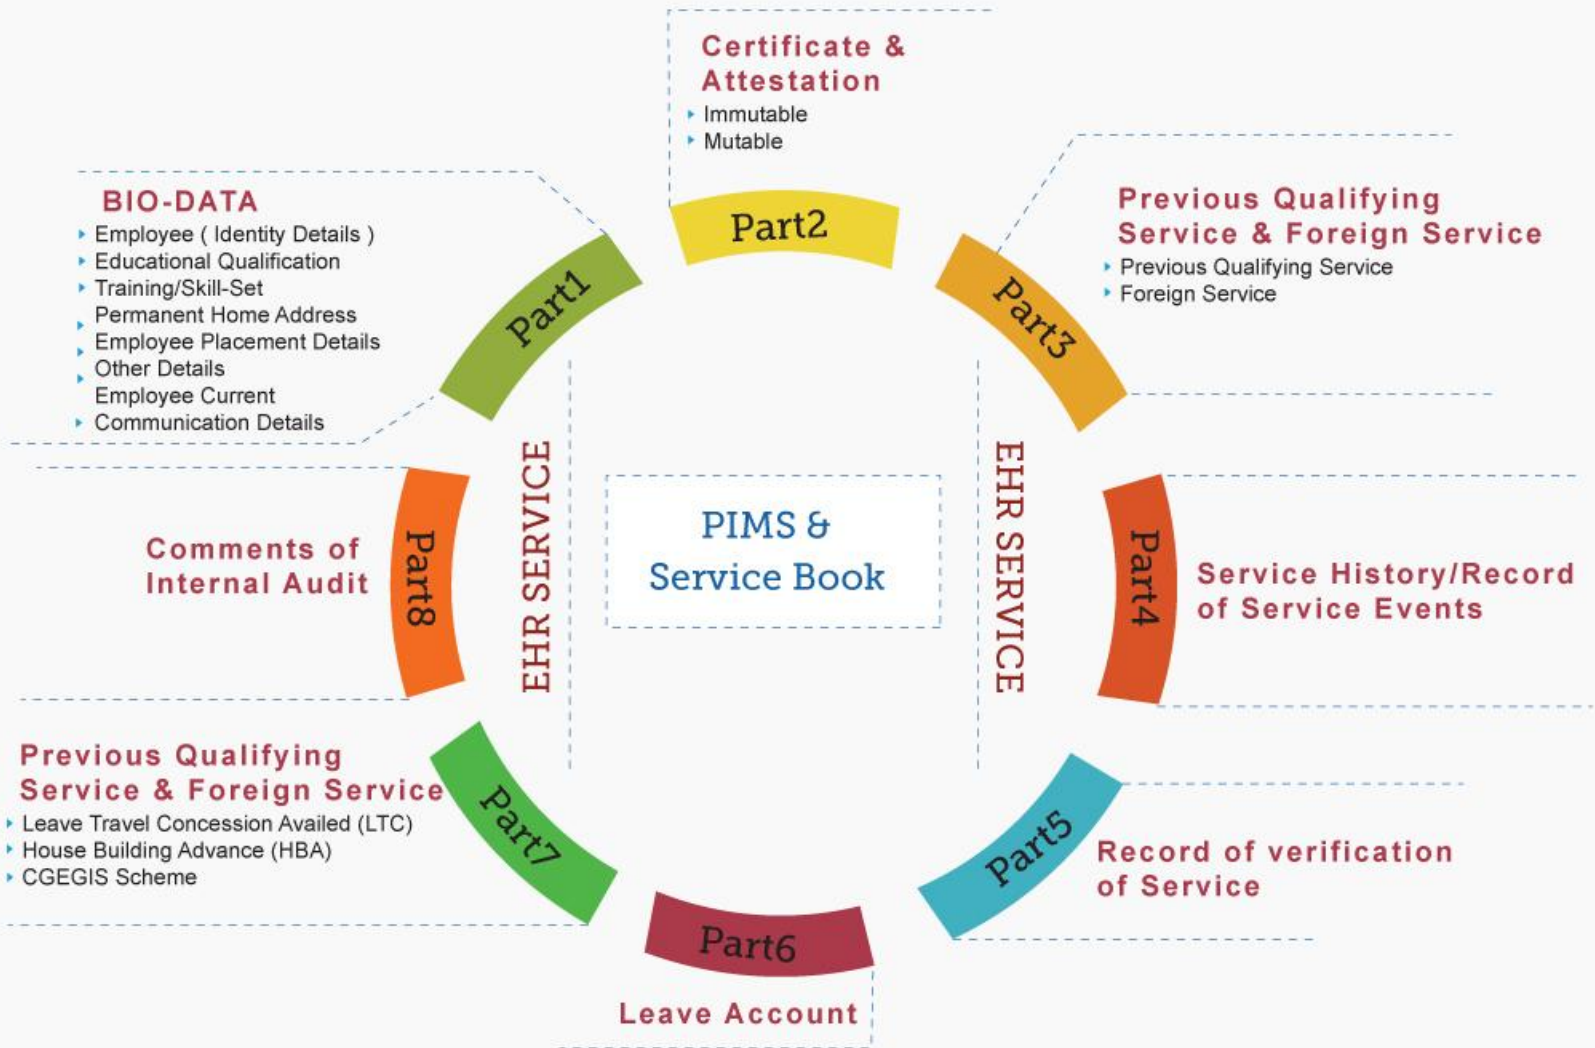 Certificate &
Attestation
Immutable
Mutable
BIO-DATA
Employee ( Identity Details )
Educational Qualification
Training/Skill-Set
Permanent Home Address
Employee Placement Details
Other Details
Employee Current
Communication Details
Previous Qualifying
Service & Foreign Service
Previous Qualifying Service
Foreign Service
Part1
Part2
Part3
Part4
Part5
Part6
Part7
Part8
EHR SERVICE
PIMS &
Service Book
EHR SERVICE
Comments of
Internal Audit
Service History/Record
of Service Events
Previous Qualifying
Service & Foreign Service
Leave Travel Concession Availed (LTC)
House Building Advance (HBA)
CGEGIS Scheme
Record of verification
of Service
Leave Account